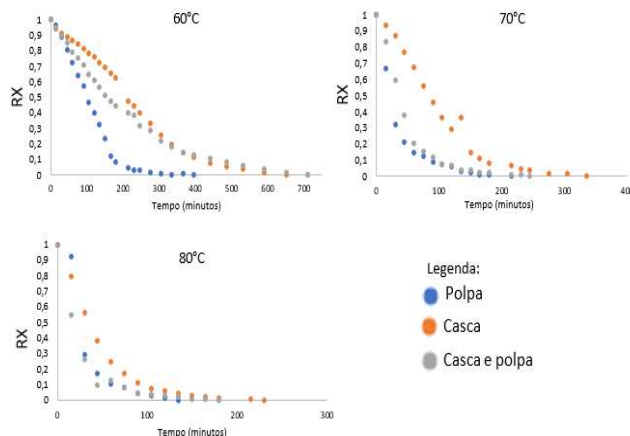 60°C
RX
1
0,9
0,8
0,7
0,6
0,5
0,4
0,3
0,2
0,1
0
0 100 200 300 400 500 600 700
Tempo (minutos)
70°C
RX
1
0,9
0,8
0,7
0,6
0,5
0,4
0,3
0,2
0,1
0
0 100 200 300 400
Tempo (minutos)
80°C
RX
1
0,9
0,8
0,7
0,6
0,5
0,4
0,3
0,2
0,1
0
0 100 200 300
Tempo (minutos)
Legenda:
Polpa
Casca
Casca e polpa